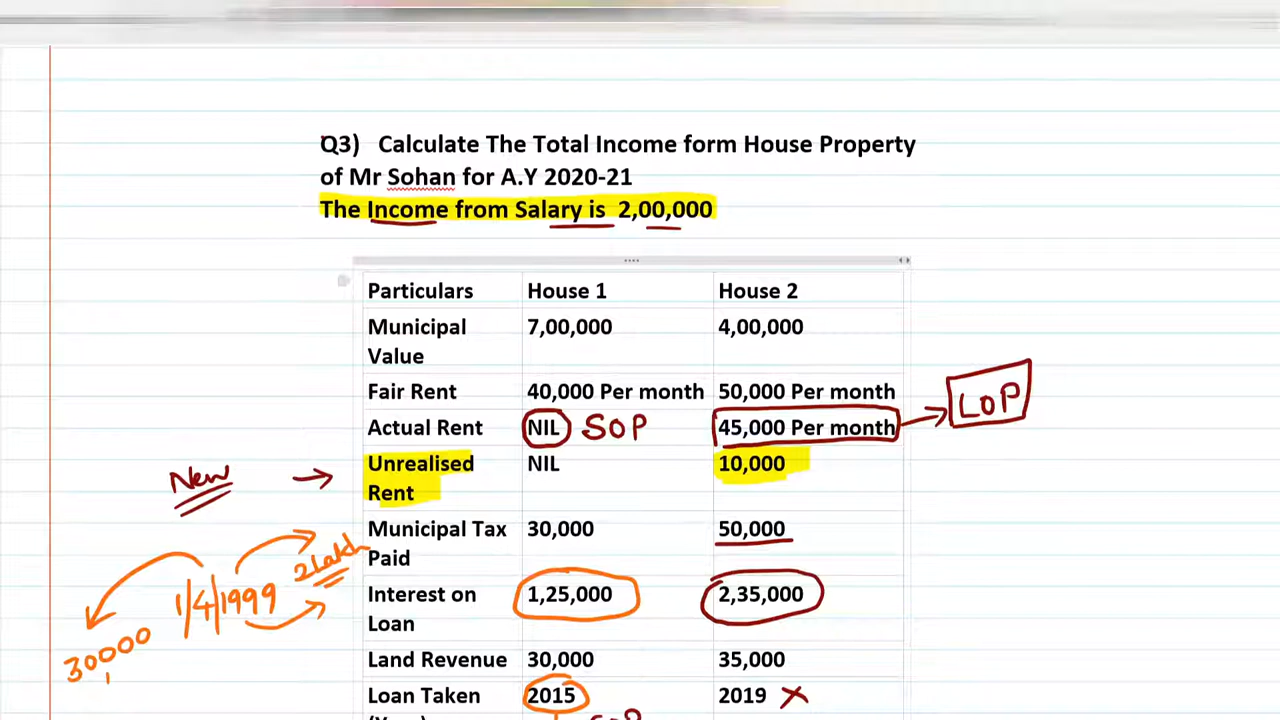 Q3) Calculate The Total Income form House Property
of Mr Sohan for A.Y 2020-21
The Income from Salary is 2,00,000
Particulars House 1 House 2
Municipal Value 7,00,000 4,00,000
Fair Rent 40,000 Per month 50,000 Per month
Actual Rent NIL SOP 45,000 Per month LOP
New → Unrealised Rent NIL 10,000
Municipal Tax Paid 30,000 50,000
30000 1/4/1999 2 Lakh
Interest on Loan 1,25,000 2,35,000
Land Revenue 30,000 35,000
Loan Taken 2015 2019 X